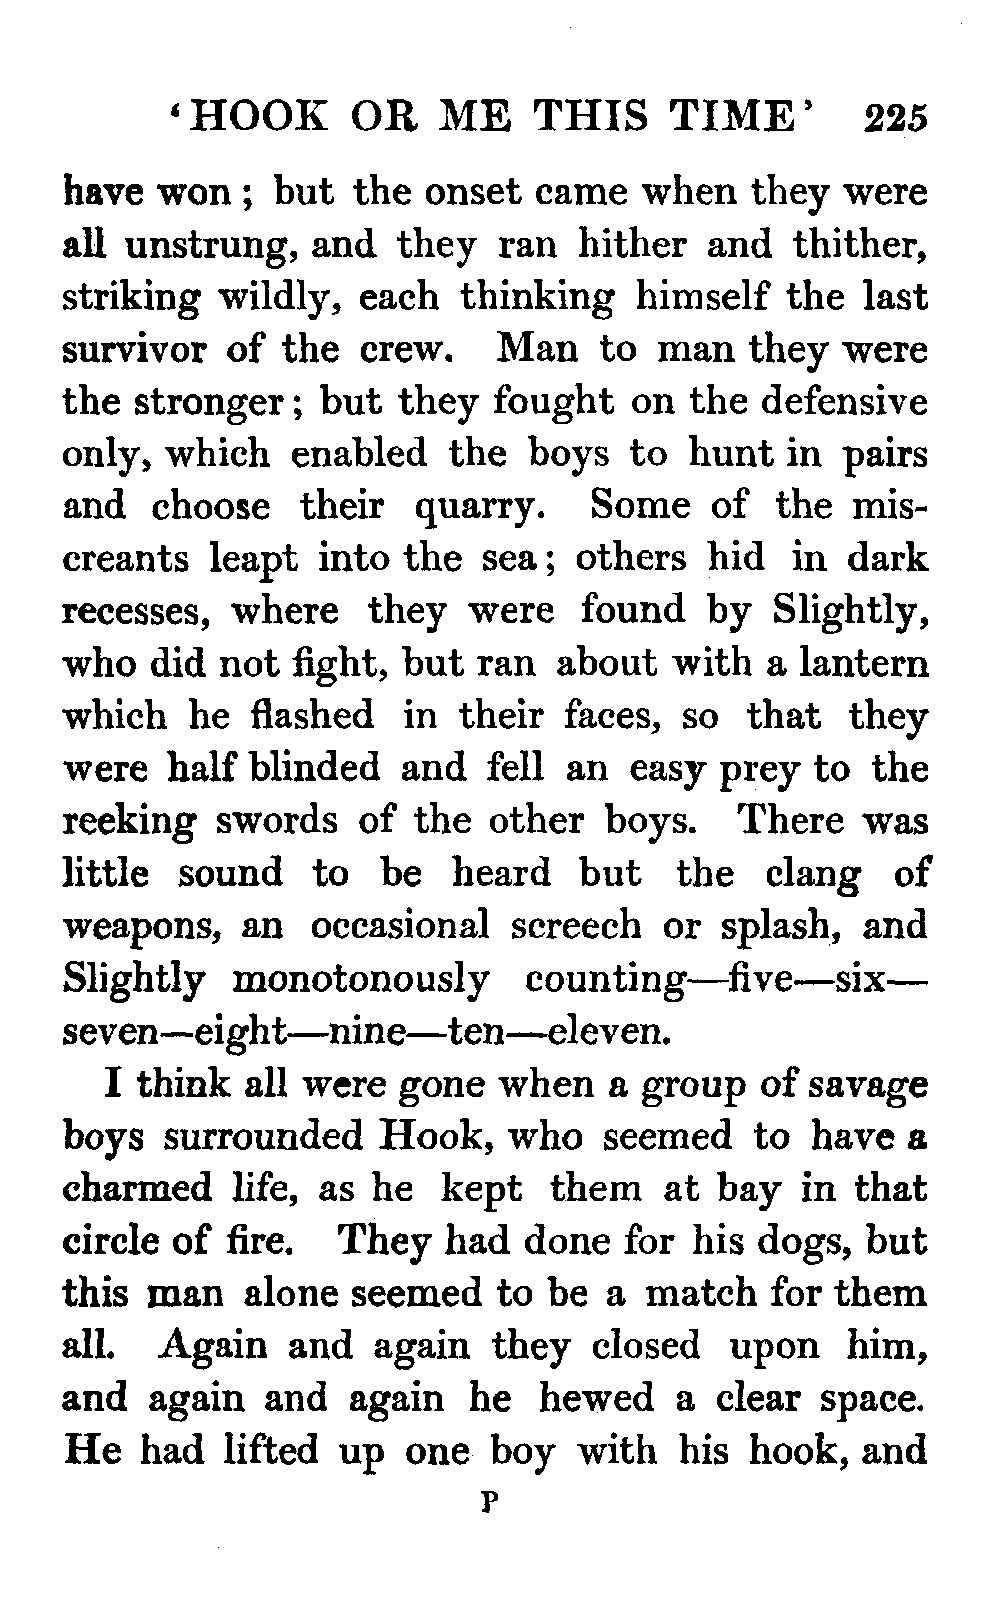 ‘HOOK OR ME THIS TIME’ 225
have won ; but the onset came when they were
all unstrung, and they ran hither and thither,
striking wildly, each thinking himself the last
survivor of the crew. Man to man they were
the stronger ; but they fought on the defensive
only, which enabled the boys to hunt in pairs
and choose their quarry. Some of the mis-
creants leapt into the sea ; others hid in dark
recesses, where they were found by Slightly,
who did not fight, but ran about with a lantern
which he flashed in their faces, so that they
were half blinded and fell an easy prey to the
reeking swords of the other boys. There was
little sound to be heard but the clang of
weapons, an occasional screech or splash, and
Slightly monotonously counting—five—six—
seven—eight—nine—ten—eleven.
I think all were gone when a group of savage
boys surrounded Hook, who seemed to have a
charmed life, as he kept them at bay in that
circle of fire. They had done for his dogs, but
this man alone seemed to be a match for them
all. Again and again they closed upon him,
and again and again he hewed a clear space.
He had lifted up one boy with his hook, and
P